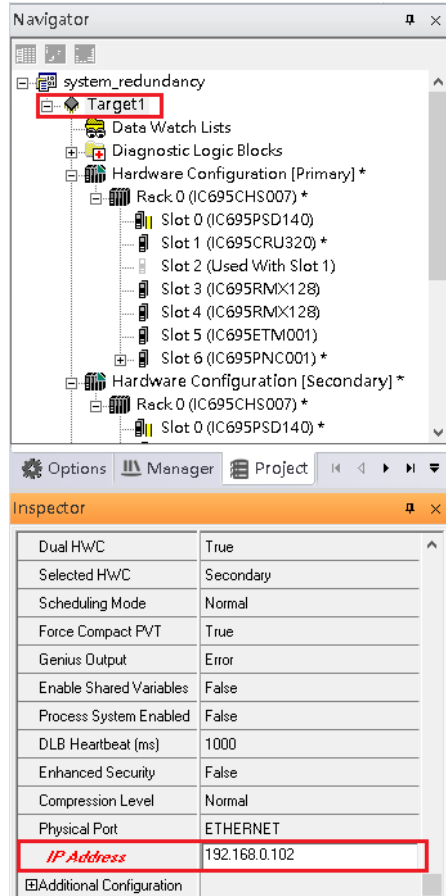 Navigator
system_redundancy
Target1
Data Watch Lists
Diagnostic Logic Blocks
Hardware Configuration [Primary] *
Rack 0 (IC695CHS007) *
Slot 0 (IC695PSD140)
Slot 1 (IC695CRU320) *
Slot 2 (Used With Slot 1)
Slot 3 (IC695RMX128)
Slot 4 (IC695RMX128)
Slot 5 (IC695ETM001)
Slot 6 (IC695PNC001) *
Hardware Configuration [Secondary] *
Rack 0 (IC695CHS007) *
Slot 0 (IC695PSD140) *
Options Manager Project
Inspector
Dual HWC True
Selected HWC Secondary
Scheduling Mode Normal
Force Compact PVT True
Genius Output Error
Enable Shared Variables False
Process System Enabled False
DLB Heartbeat (ms) 1000
Enhanced Security False
Compression Level Normal
Physical Port ETHERNET
IP Address 192.168.0.102
Additional Configuration